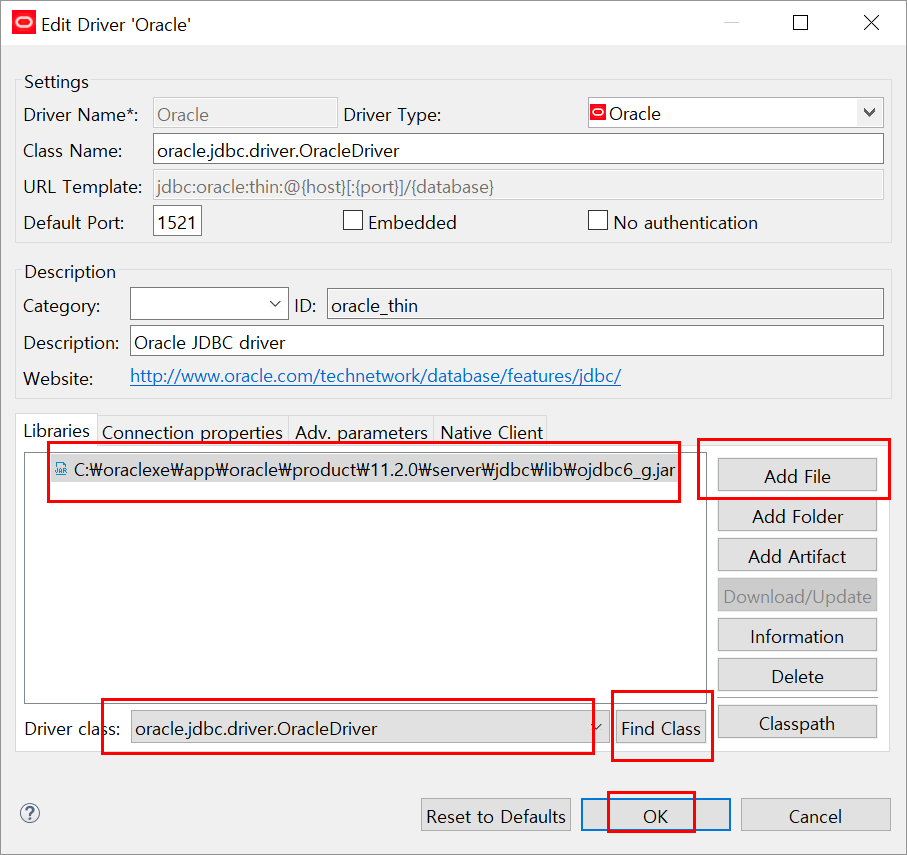 Edit Driver 'Oracle'
Settings
Driver Name*: Oracle Driver Type: Oracle
Class Name: oracle.jdbc.driver.OracleDriver
URL Template: jdbc:oracle:thin:@{host}[:{port}]/{database}
Default Port: 1521 Embedded No authentication
Description
Category: ID: oracle_thin
Description: Oracle JDBC driver
Website: http://www.oracle.com/technetwork/database/features/jdbc/
Libraries Connection properties Adv. parameters Native Client
JAR C:₩oraclexe₩app₩oracle₩product₩11.2.0₩server₩jdbc₩lib₩ojdbc6_g.jar
Add File
Add Folder
Add Artifact
Download/Update
Information
Delete
Classpath
Driver class: oracle.jdbc.driver.OracleDriver Find Class
? Reset to Defaults OK Cancel